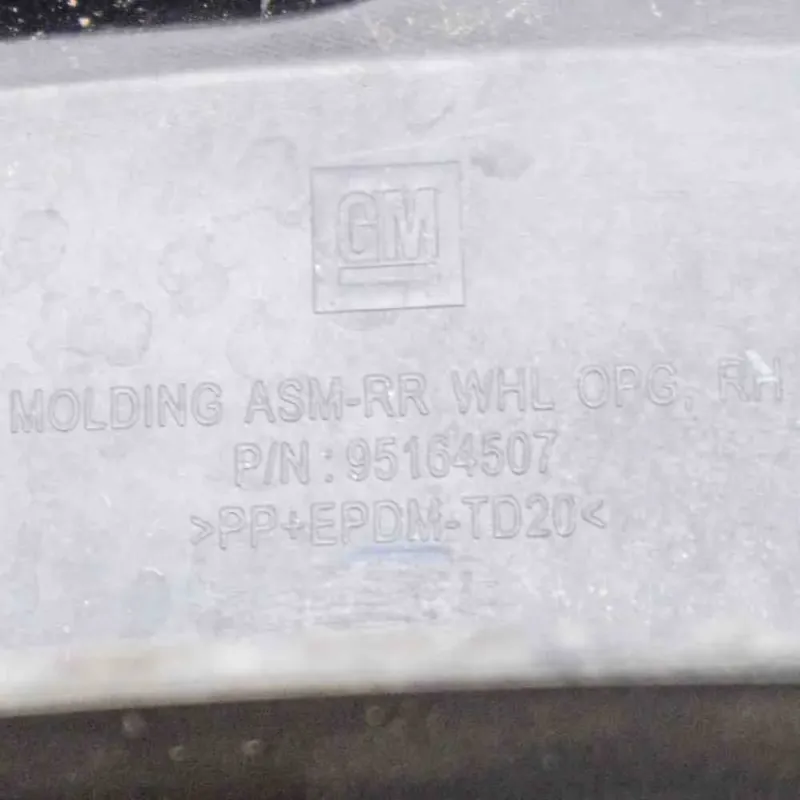 GM
MOLDING ASM-RR WHL OPG, RH
P/N : 95164507
>PP+EPDM-TD20<